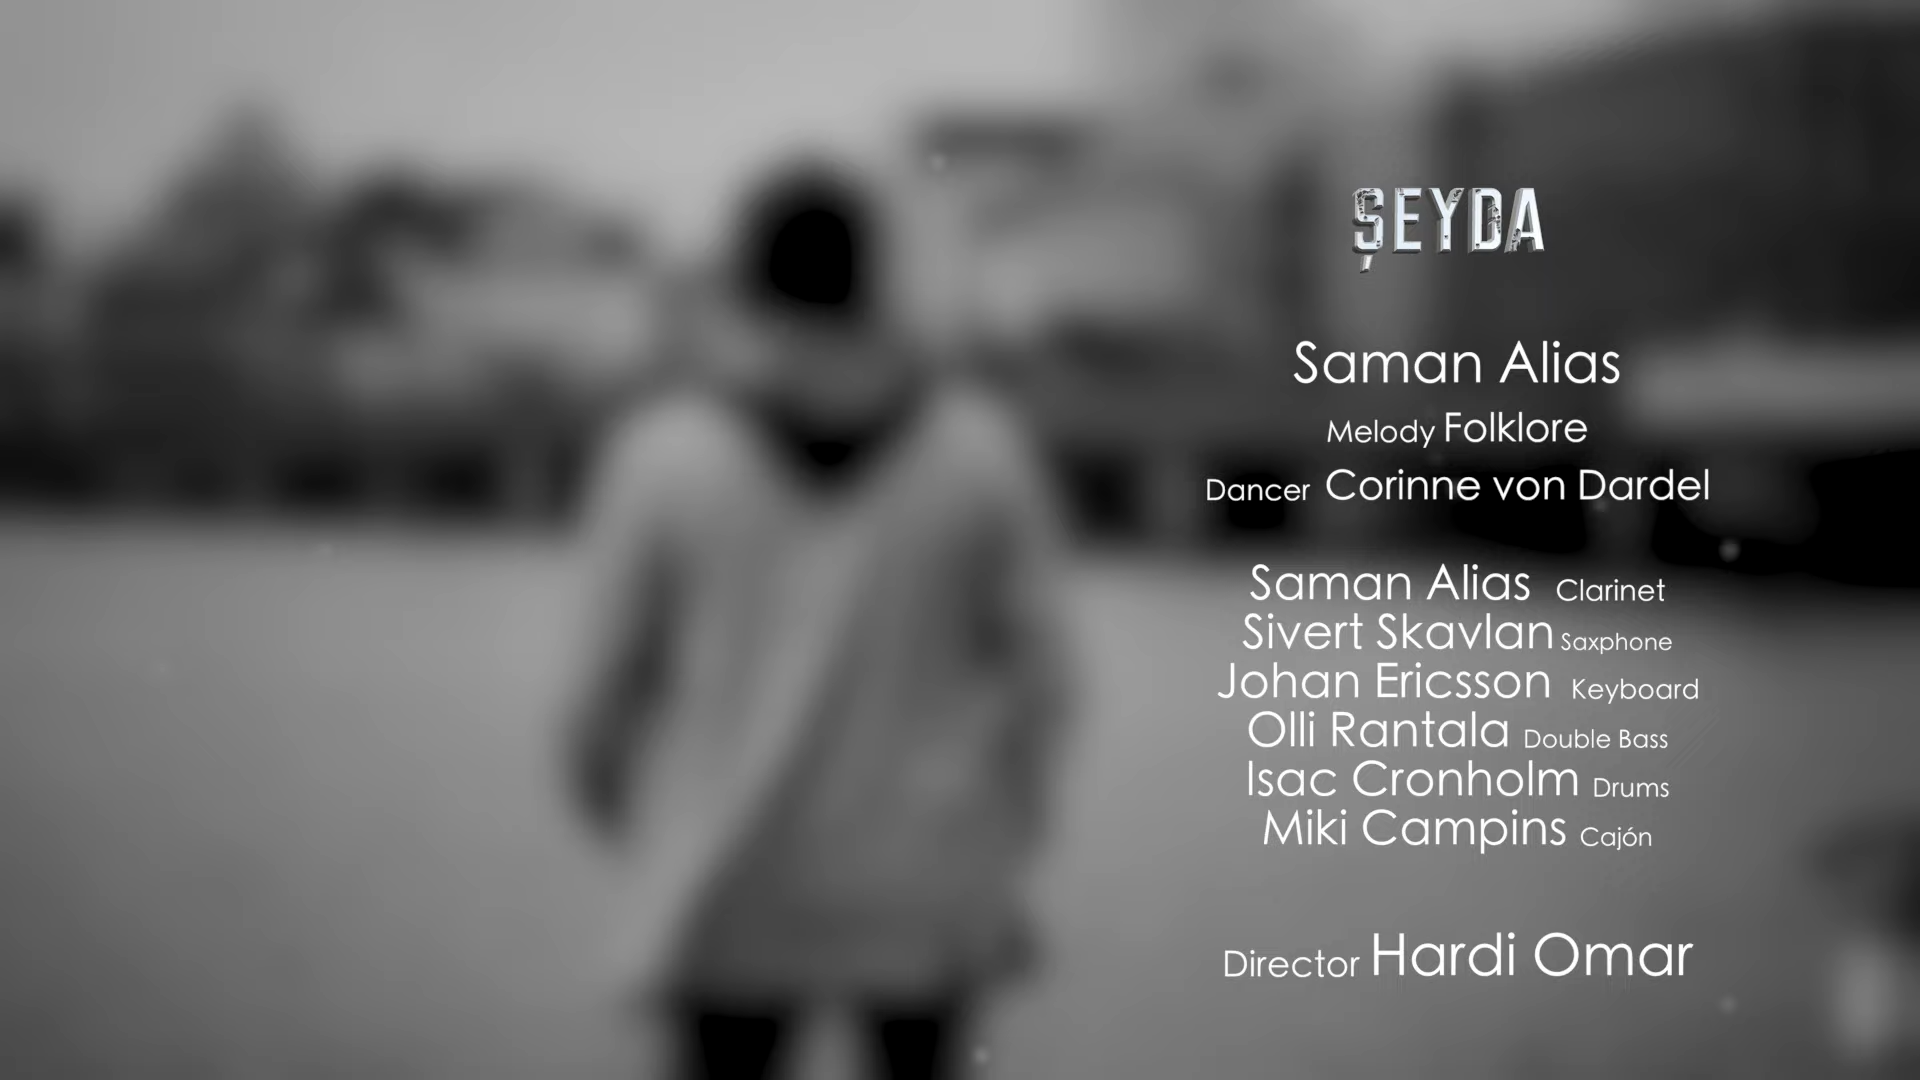 ŞEYDA
Saman Alias
Melody Folklore
Dancer Corinne von Dardel
Saman Alias Clarinet
Sivert Skavlan Saxphone
Johan Ericsson Keyboard
Olli Rantala Double Bass
Isac Cronholm Drums
Miki Campins Cajón
Director Hardi Omar